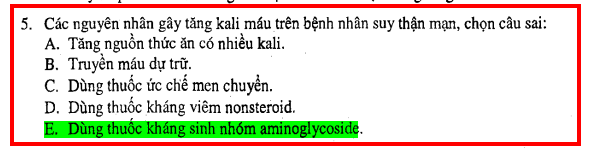 5. Các nguyên nhân gây tăng kali máu trên bệnh nhân suy thận mạn, chọn câu sai:
A. Tăng nguồn thức ăn có nhiều kali.
B. Truyền máu dự trữ.
C. Dùng thuốc ức chế men chuyển.
D. Dùng thuốc kháng viêm nonsteroid.
E. Dùng thuốc kháng sinh nhóm aminoglycoside.